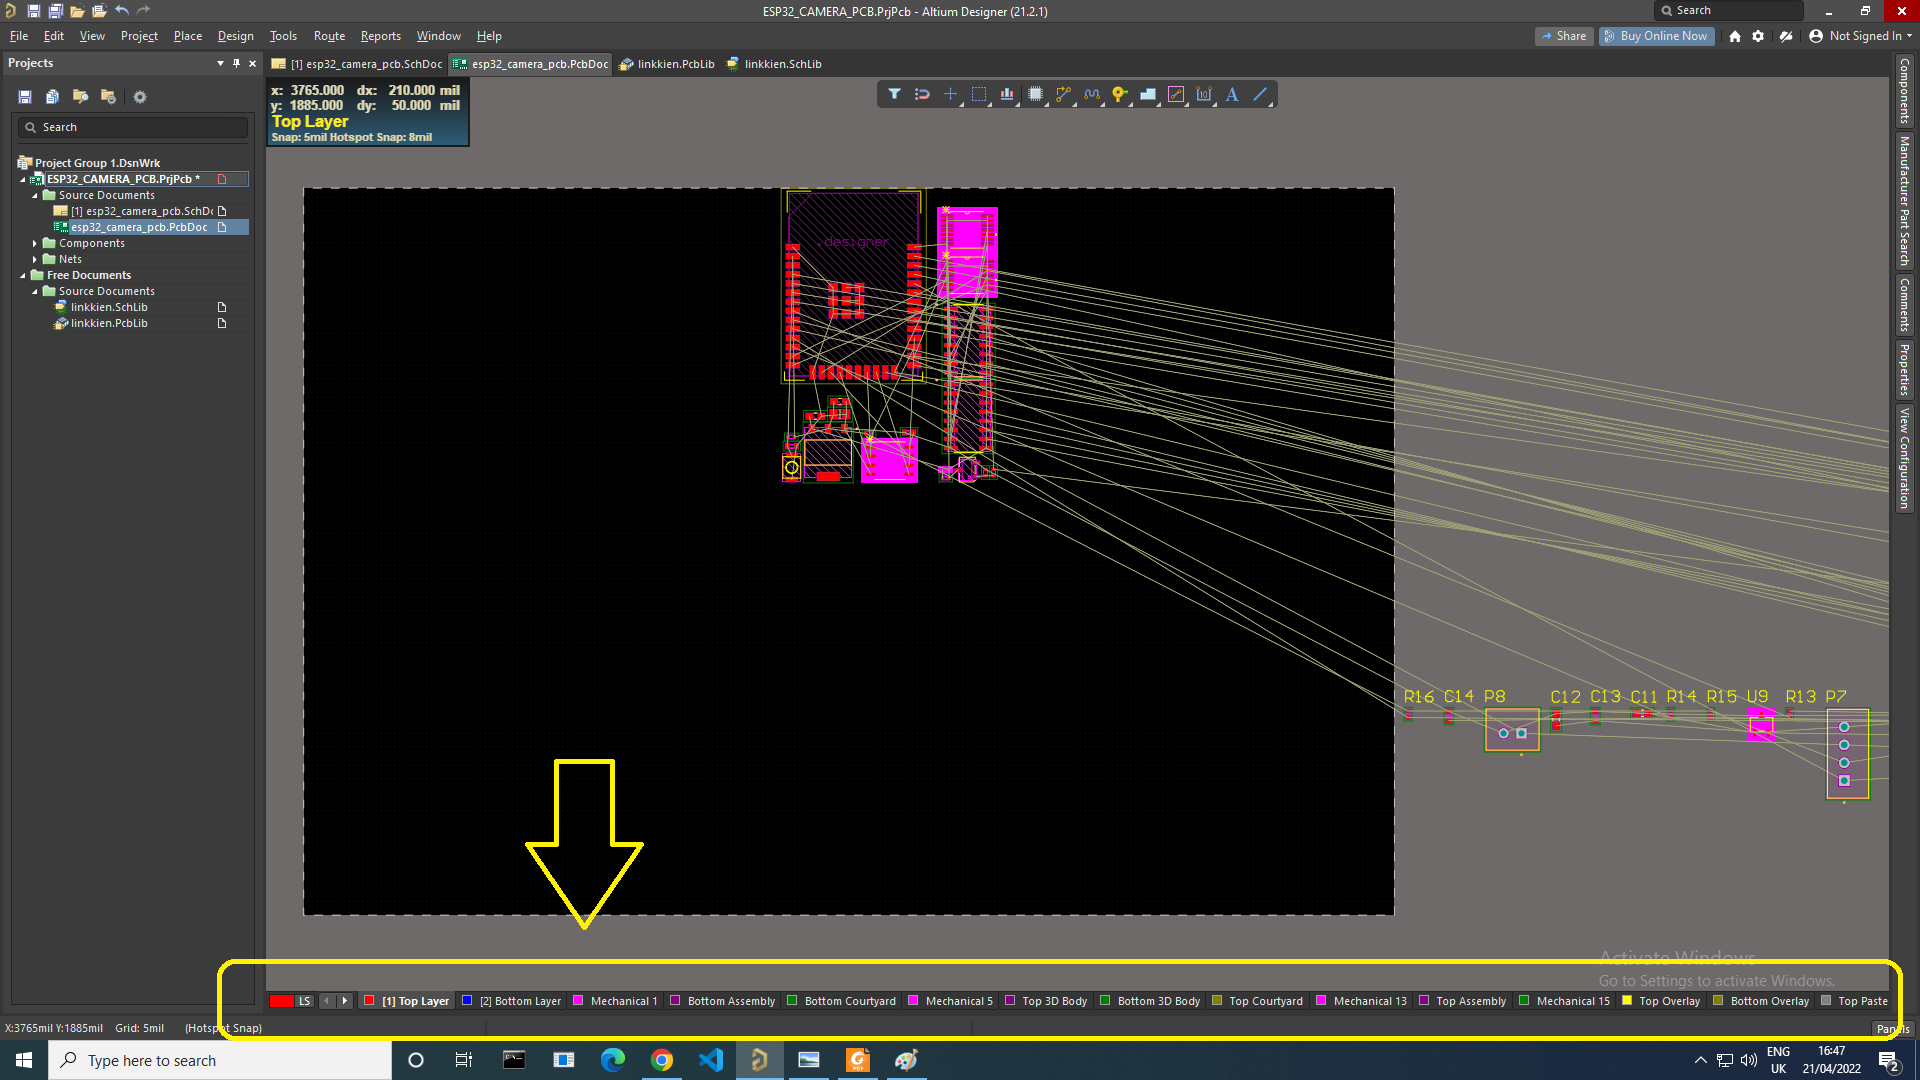 ESP32_CAMERA_PCB.PrjPcb - Altium Designer (21.2.1)
Search
File Edit View Project Place Design Tools Route Reports Window Help
Share
Buy Online Now
Not Signed In
Projects
[1] esp32_camera_pcb.SchDoc
esp32_camera_pcb.PcbDoc
linkkien.PcbLib
linkkien.SchLib
x: 3765.000 dx: 210.000 mil
y: 1885.000 dy: 50.000 mil
Top Layer
Snap: 5mil Hotspot Snap: 8mil
Search
Project Group 1.DsnWrk
ESP32_CAMERA_PCB.PrjPcb *
Source Documents
[1] esp32_camera_pcb.SchDc
esp32_camera_pcb.PcbDoc
Components
Nets
Free Documents
Source Documents
linkkien.SchLib
linkkien.PcbLib
.designer
Components
Manufacturer Part Search
Comments
Properties
View Configuration
R16 C14 P8 C12 C13 C11 R14 R15 U9 R13 P7
Activate Windows
Go to Settings to activate Windows.
LS [1] Top Layer [2] Bottom Layer Mechanical 1 Bottom Assembly Bottom Courtyard Mechanical 5 Top 3D Body Bottom 3D Body Top Courtyard Mechanical 13 Top Assembly Mechanical 15 Top Overlay Bottom Overlay Top Paste
X:3765mil Y:1885mil Grid: 5mil (Hotspot Snap)
Panels
Type here to search
ENG
UK
16:47
21/04/2022
2